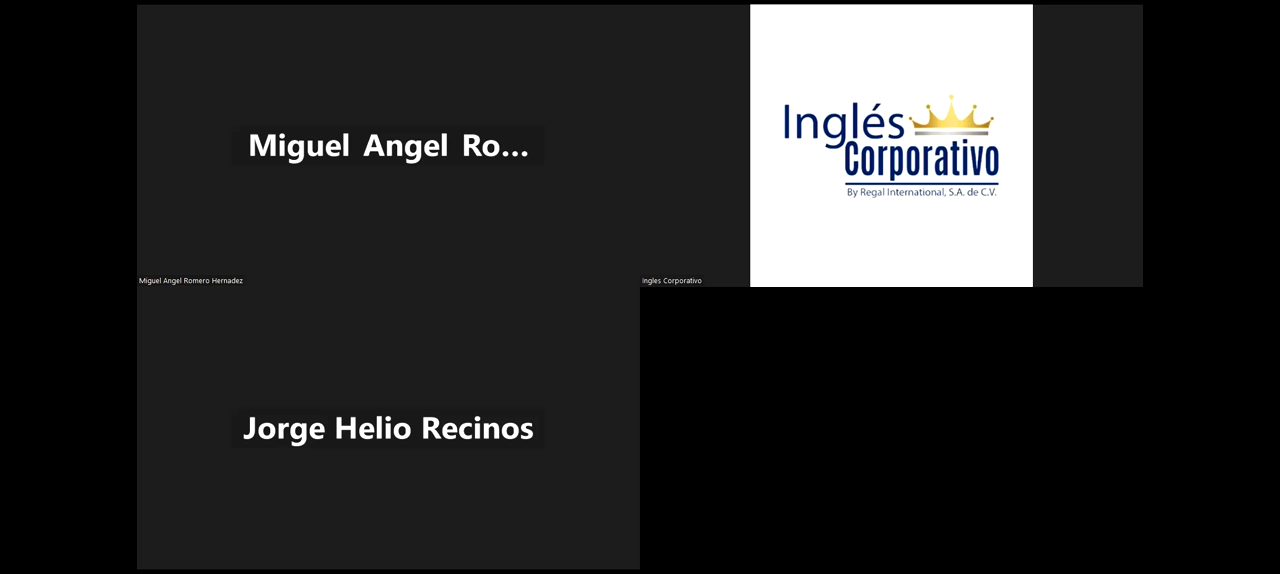 Miguel Angel Ro...
Inglés
Corporativo
By Regal International, S.A. de C.V.
Miguel Angel Romero Hernadez
Ingles Corporativo
Jorge Helio Recinos